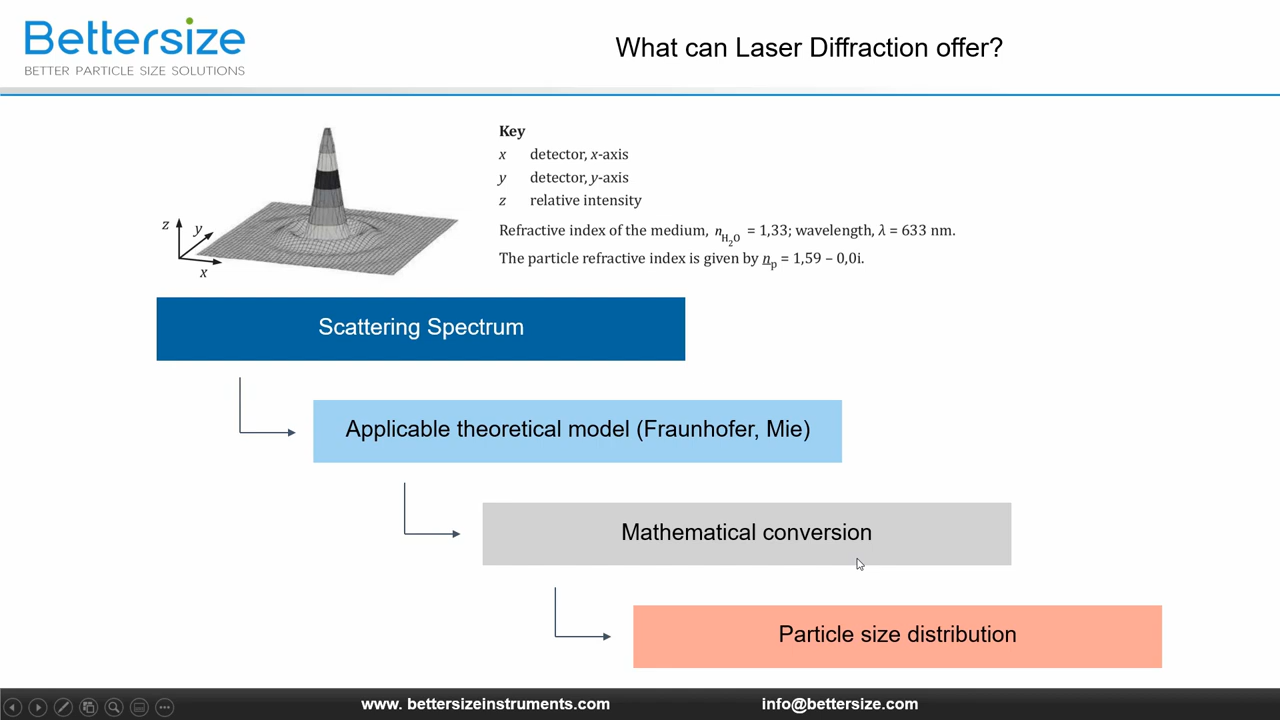 Bettersize
BETTER PARTICLE SIZE SOLUTIONS
What can Laser Diffraction offer?
z
y
x
Key
x detector, x-axis
y detector, y-axis
z relative intensity
Refractive index of the medium, n_H₂O = 1,33; wavelength, λ = 633 nm.
The particle refractive index is given by n_p = 1,59 – 0,0i.
Scattering Spectrum
Applicable theoretical model (Fraunhofer, Mie)
Mathematical conversion
Particle size distribution
www. bettersizeinstruments.com
info@bettersize.com